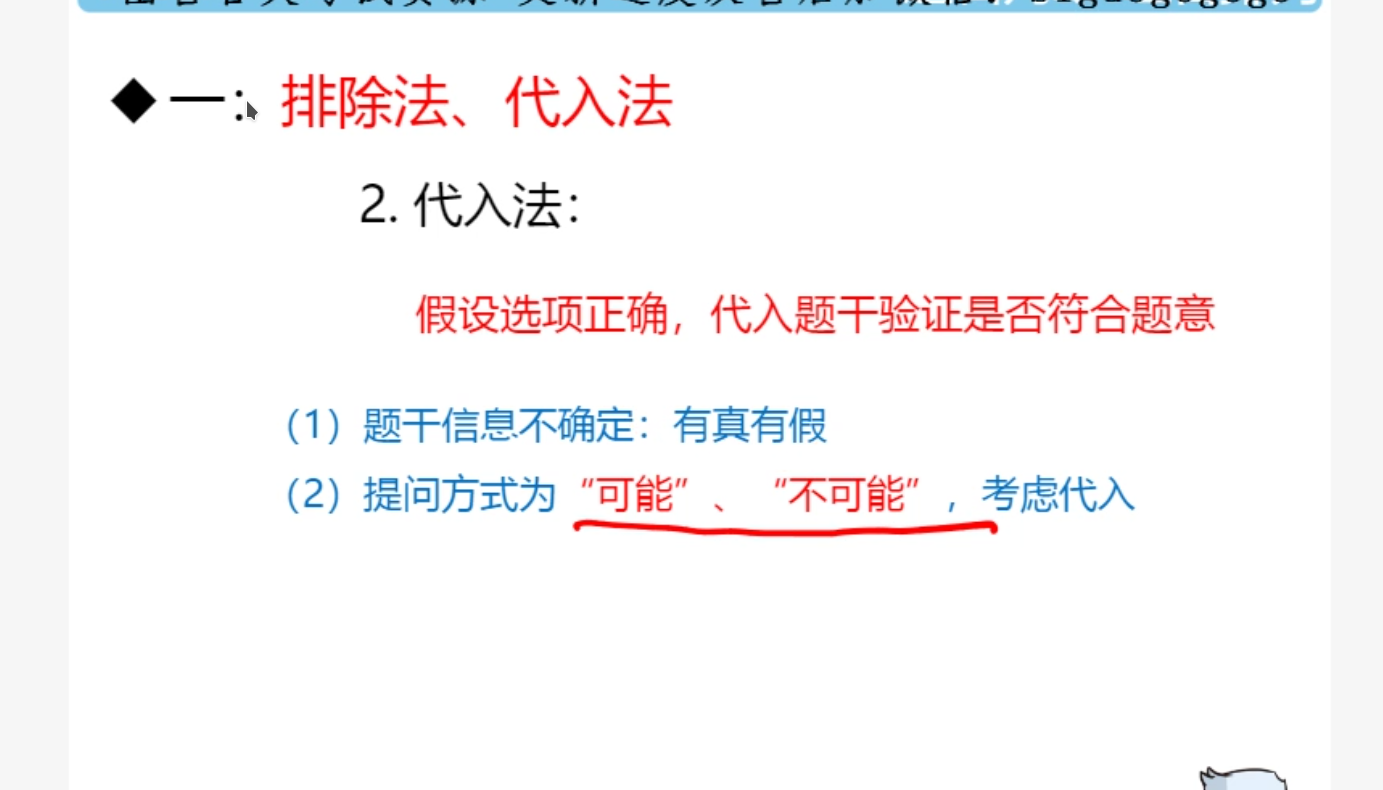 ◆一：排除法、代入法
2. 代入法：
假设选项正确，代入题干验证是否符合题意
（1）题干信息不确定：有真有假
（2）提问方式为“可能”、“不可能”，考虑代入